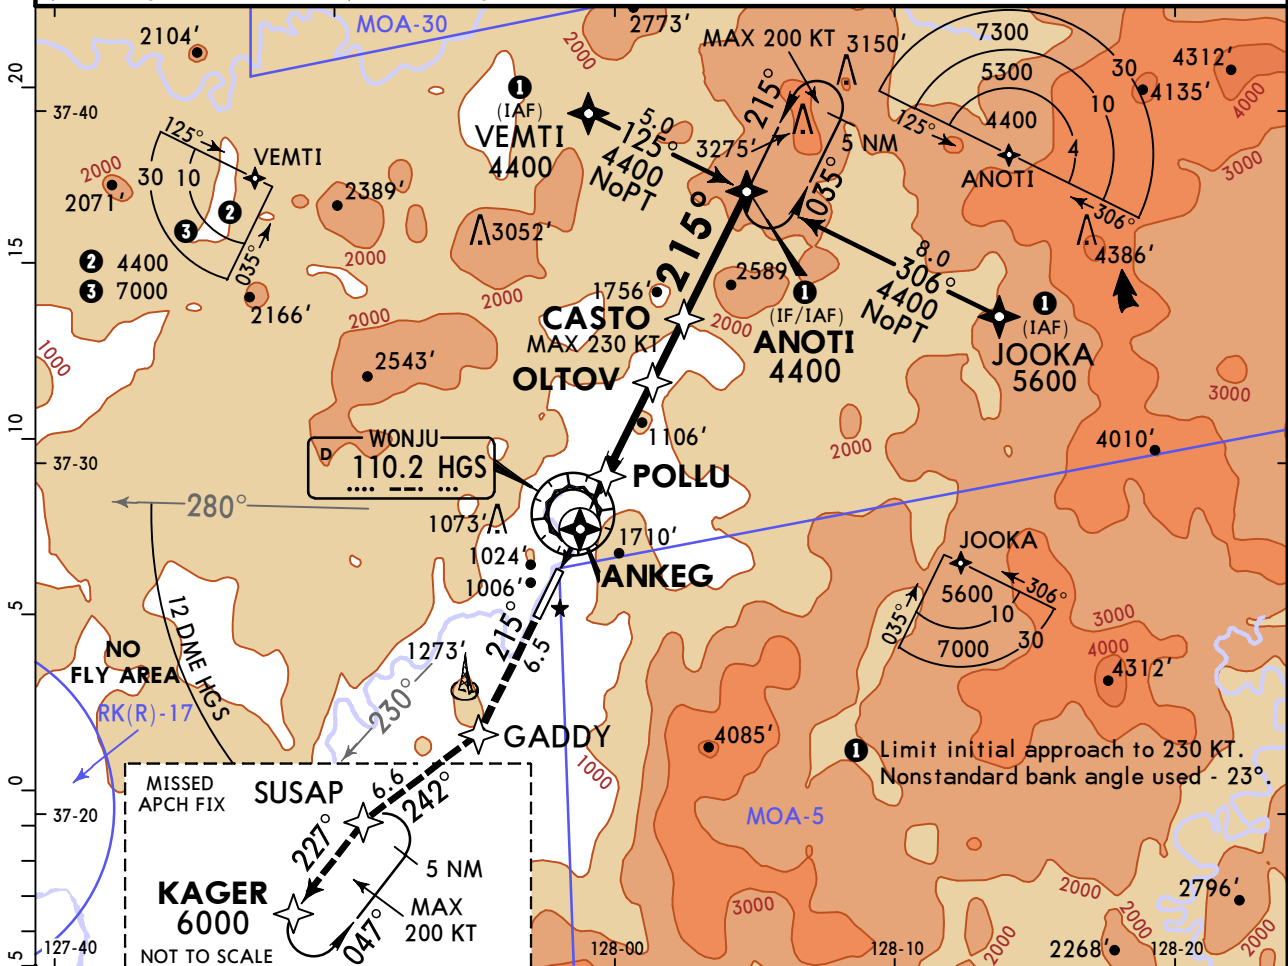 MOA-30
2104'
2000
2773'
MAX 200 KT
3150'
7300
5300
4400
30
10
4
4312'
4135'
4000
20
37-40
1
(IAF)
VEMTI
4400
5.0
125°
4400
NoPT
215°
3275'
5 NM
035°
125°
ANOTI
306°
3000
125°
VEMTI
30
10
2
3
035°
2000
2071'
2389'
3052'
2000
2000
2 4400
3 7000
2166'
2000
15
215°
8.0
306°
4400
NoPT
4386'
1756'
2589
2000
CASTO
MAX 230 KT
1
(IF/IAF)
ANOTI
4400
1
(IAF)
JOOKA
5600
1000
2543'
OLTOV
3000
1106'
2000
4010'
10
37-30
WONJU
D 110.2 HGS
POLLU
280°
1073'
1024'
1006'
1710'
ANKEG
JOOKA
5600
10
306°
035°
7000
30
3000
4000
4312'
5
12 DME HGS
NO
FLY AREA
RK(R)-17
1273'
215°
6.5
230°
GADDY
4085'
1 Limit initial approach to 230 KT.
Nonstandard bank angle used - 23°.
1000
MOA-5
0
37-20
MISSED
APCH FIX
SUSAP
6.6
242°
227°
5 NM
KAGER
6000
MAX
200 KT
047°
NOT TO SCALE
3000
2000
2000
2796'
2000
2000
2268'
5
127-40
128-00
128-10
128-20